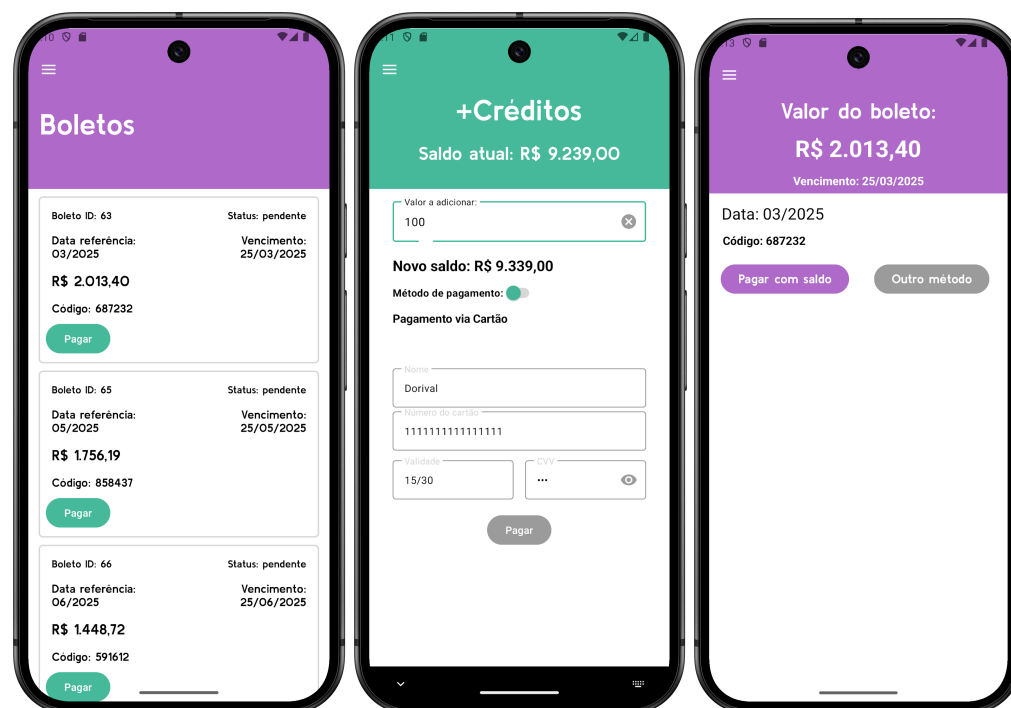 10
Boletos
Boleto ID: 63
Status: pendente
Data referência:
03/2025
Vencimento:
25/03/2025
R$ 2.013,40
Código: 687232
Pagar
Boleto ID: 65
Status: pendente
Data referência:
05/2025
Vencimento:
25/05/2025
R$ 1.756,19
Código: 858437
Pagar
Boleto ID: 66
Status: pendente
Data referência:
06/2025
Vencimento:
25/06/2025
R$ 1.448,72
Código: 591612
Pagar
11
+Créditos
Saldo atual: R$ 9.239,00
Valor a adicionar:
100
Novo saldo: R$ 9.339,00
Método de pagamento:
Pagamento via Cartão
Nome
Dorival
Número do cartão
1111111111111111
Validade
15/30
CVV
•••
Pagar
13
Valor do boleto:
R$ 2.013,40
Vencimento: 25/03/2025
Data: 03/2025
Código: 687232
Pagar com saldo
Outro método